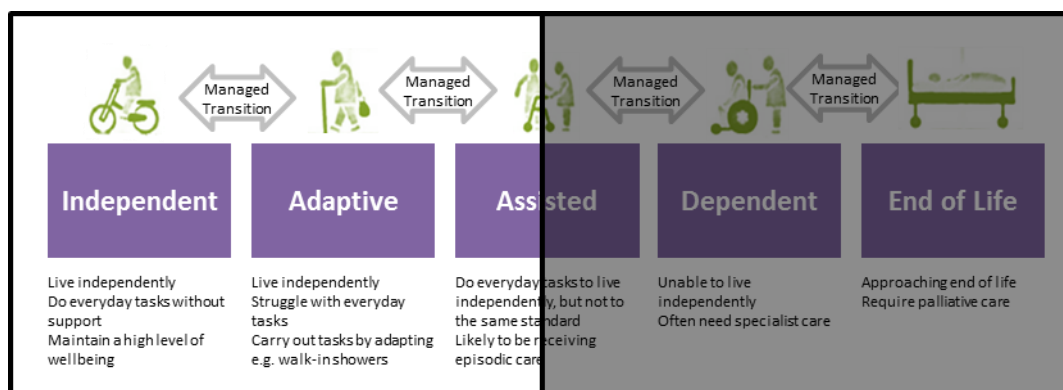 Managed
Transition
Managed
Transition
Managed
Transition
Managed
Transition
Independent
Adaptive
Assisted
Dependent
End of Life
Live independently
Do everyday tasks without
support
Maintain a high level of
wellbeing
Live independently
Struggle with everyday
tasks
Carry out tasks by adapting
e.g. walk-in showers
Do everyday tasks to live
independently, but not to
the same standard
Likely to be receiving
episodic care
Unable to live
independently
Often need specialist care
Approaching end of life
Require palliative care